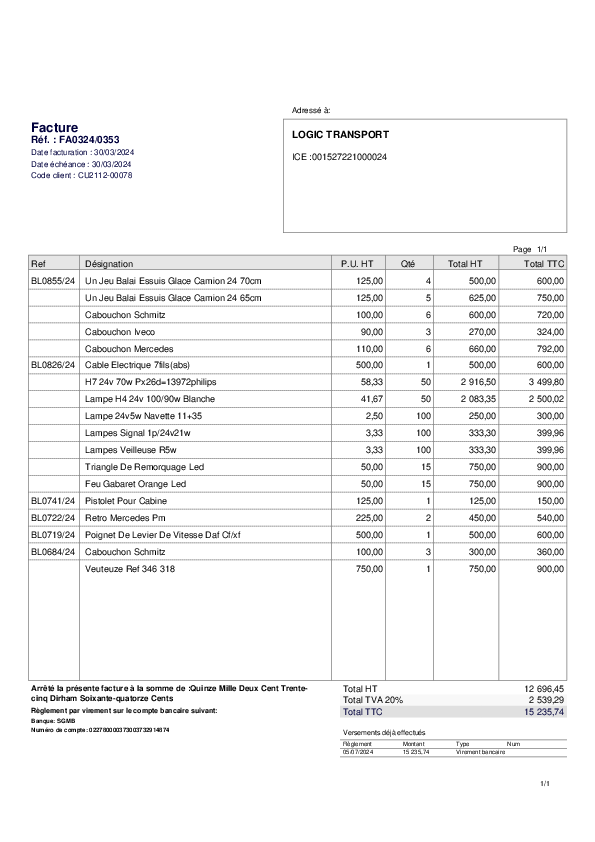 Adressé à:
Facture
Réf. : FA0324/0353
Date facturation : 30/03/2024
Date échéance : 30/03/2024
Code client : CU2112-00078
LOGIC TRANSPORT
ICE :001527221000024
Page 1/1
Ref Désignation P.U. HT Qté Total HT Total TTC
BL0855/24 Un Jeu Balai Essuis Glace Camion 24 70cm 125,00 4 500,00 600,00
Un Jeu Balai Essuis Glace Camion 24 65cm 125,00 5 625,00 750,00
Cabouchon Schmitz 100,00 6 600,00 720,00
Cabouchon Iveco 90,00 3 270,00 324,00
Cabouchon Mercedes 110,00 6 660,00 792,00
BL0826/24 Cable Electrique 7fils(abs) 500,00 1 500,00 600,00
H7 24v 70w Px26d=13972philips 58,33 50 2 916,50 3 499,80
Lampe H4 24v 100/90w Blanche 41,67 50 2 083,35 2 500,02
Lampe 24v5w Navette 11+35 2,50 100 250,00 300,00
Lampes Signal 1p/24v21w 3,33 100 333,30 399,96
Lampes Veilleuse R5w 3,33 100 333,30 399,96
Triangle De Remorquage Led 50,00 15 750,00 900,00
Feu Gabaret Orange Led 50,00 15 750,00 900,00
BL0741/24 Pistolet Pour Cabine 125,00 1 125,00 150,00
BL0722/24 Retro Mercedes Pm 225,00 2 450,00 540,00
BL0719/24 Poignet De Levier De Vitesse Daf Cf/xf 500,00 1 500,00 600,00
BL0684/24 Cabouchon Schmitz 100,00 3 300,00 360,00
Veuteuze Ref 346 318 750,00 1 750,00 900,00
Arrêté la présente facture à la somme de :Quinze Mille Deux Cent Trente-
cinq Dirham Soixante-quatorze Cents
Règlement par virement sur le compte bancaire suivant:
Banque: SGMB
Numéro de compte: 022780000373003732914874
Total HT 12 696,45
Total TVA 20% 2 539,29
Total TTC 15 235,74
Versements déjà effectués
Règlement Montant Type Num
05/07/2024 15 235,74 Virement bancaire
1/1